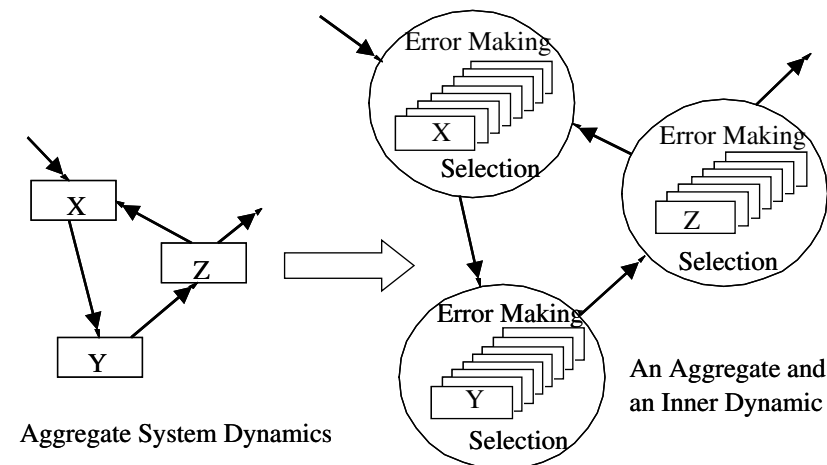 X
Z
Y
Aggregate System Dynamics
Error Making
X
Selection
Error Making
Z
Selection
Error Making
Y
Selection
An Aggregate and
an Inner Dynamic